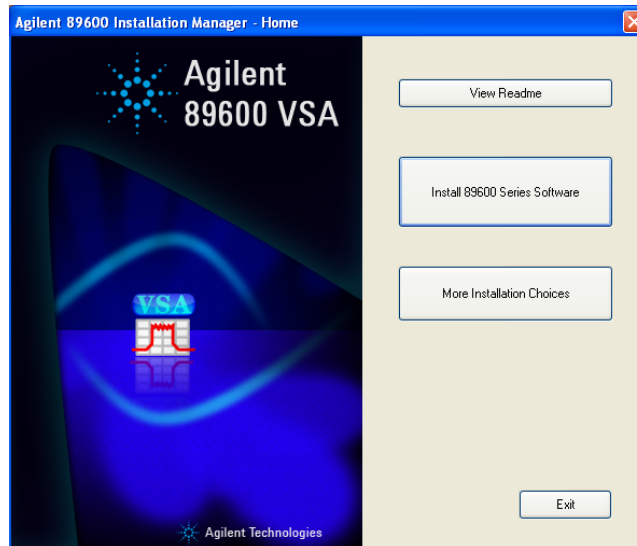 Agilent 89600 Installation Manager - Home
Agilent
89600 VSA
View Readme
Install 89600 Series Software
More Installation Choices
VSA
Exit
Agilent Technologies